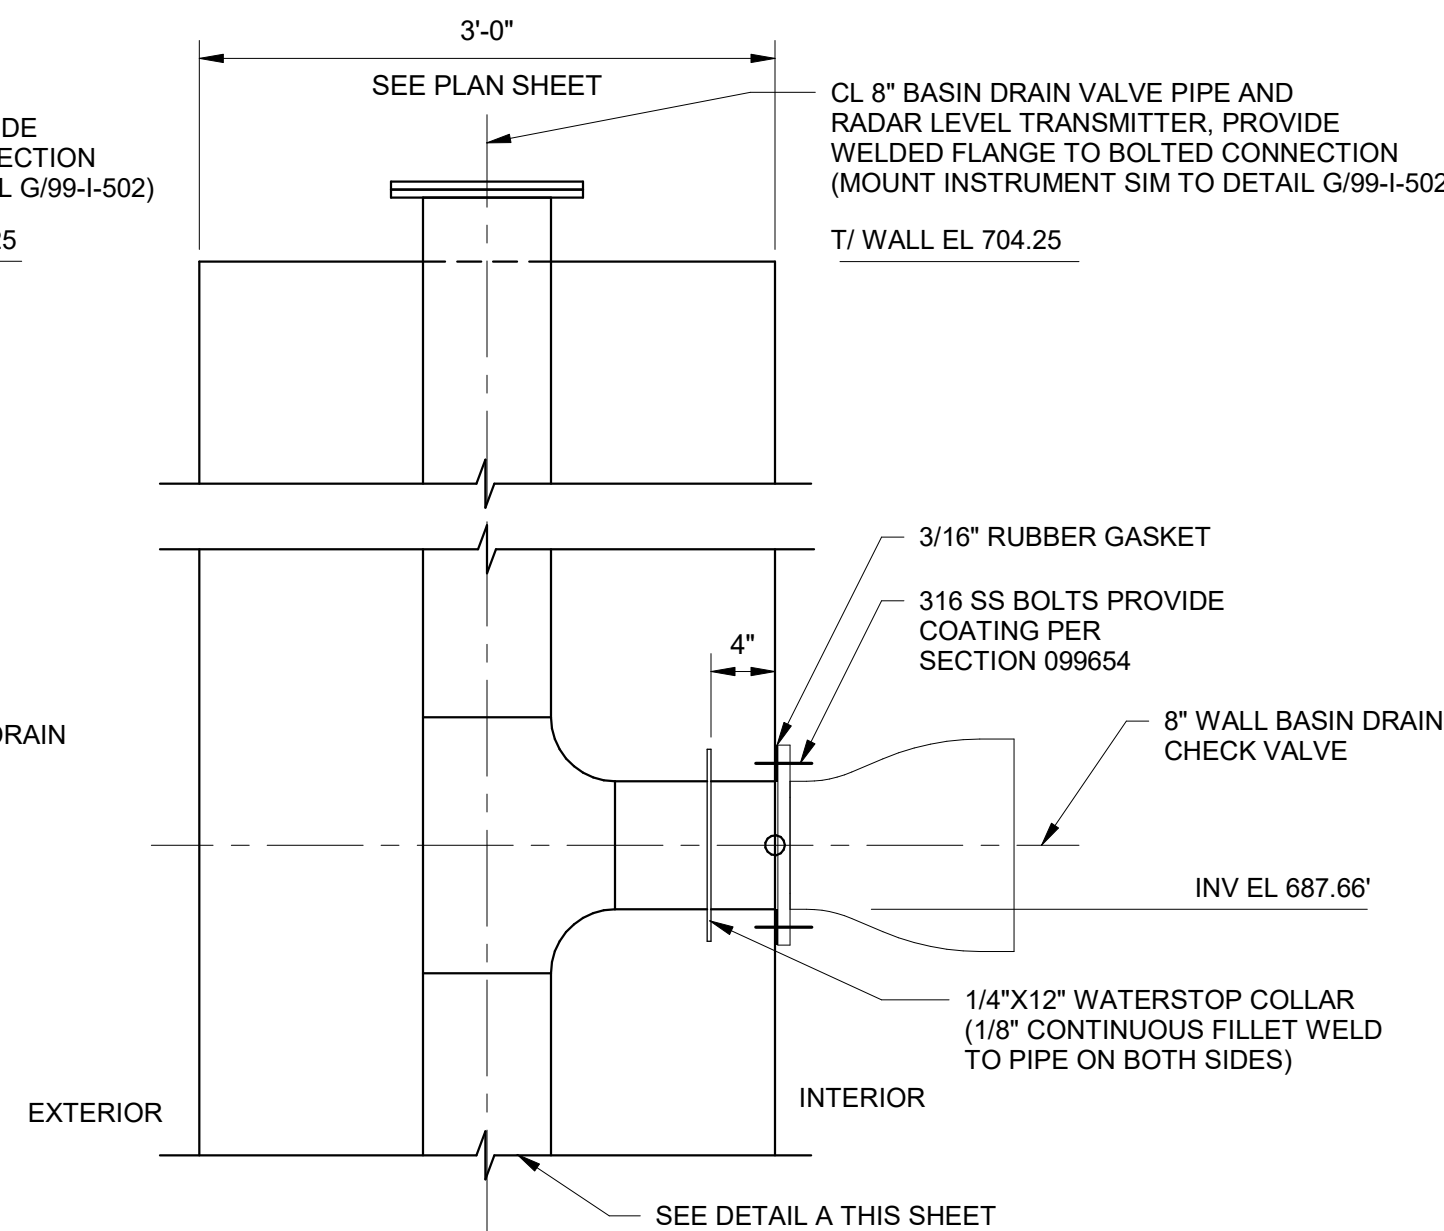 3'-0"
SEE PLAN SHEET
CL 8" BASIN DRAIN VALVE PIPE AND
RADAR LEVEL TRANSMITTER, PROVIDE
WELDED FLANGE TO BOLTED CONNECTION
(MOUNT INSTRUMENT SIM TO DETAIL G/99-I-502
T/ WALL EL 704.25
G/99-I-502)
3/16" RUBBER GASKET
316 SS BOLTS PROVIDE
COATING PER
SECTION 099654
4"
8" WALL BASIN DRAIN
CHECK VALVE
INV EL 687.66'
1/4"X12" WATERSTOP COLLAR
(1/8" CONTINUOUS FILLET WELD
TO PIPE ON BOTH SIDES)
EXTERIOR
INTERIOR
SEE DETAIL A THIS SHEET